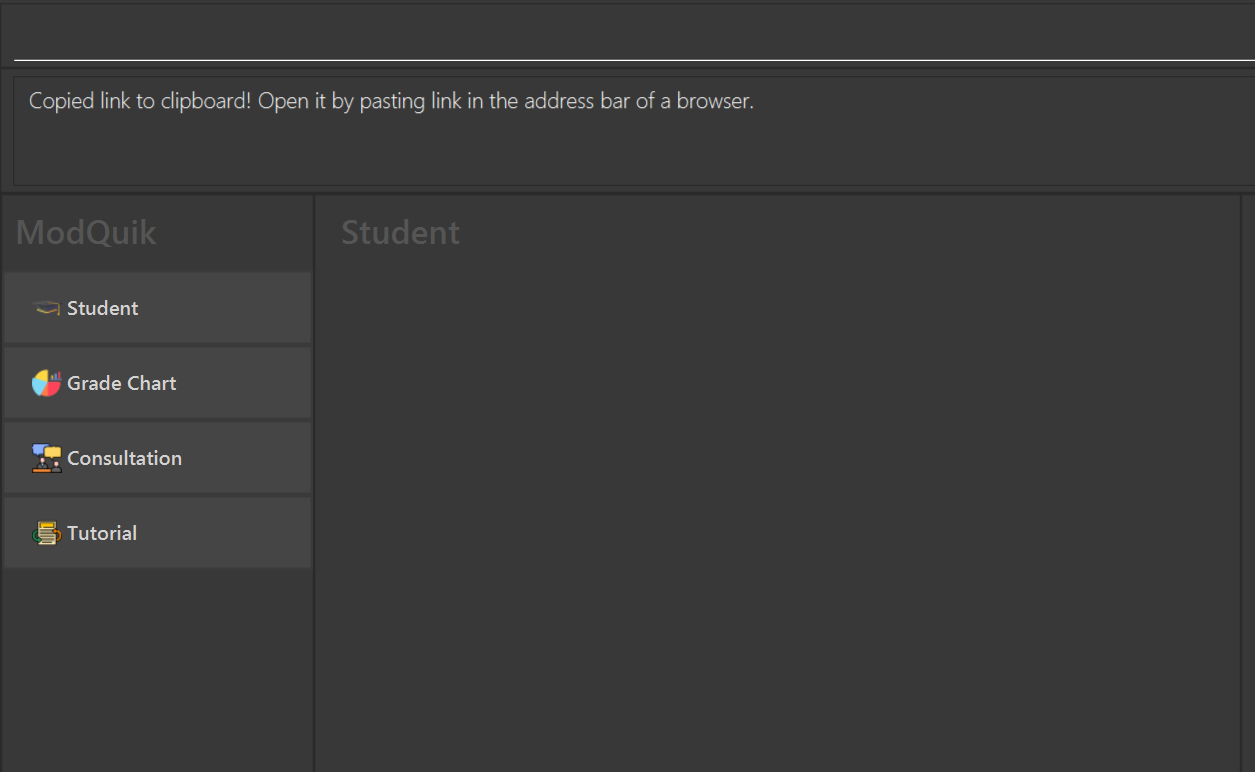 Copied link to clipboard! Open it by pasting link in the address bar of a browser.
ModQuik
Student
Student
Grade Chart
Consultation
Tutorial